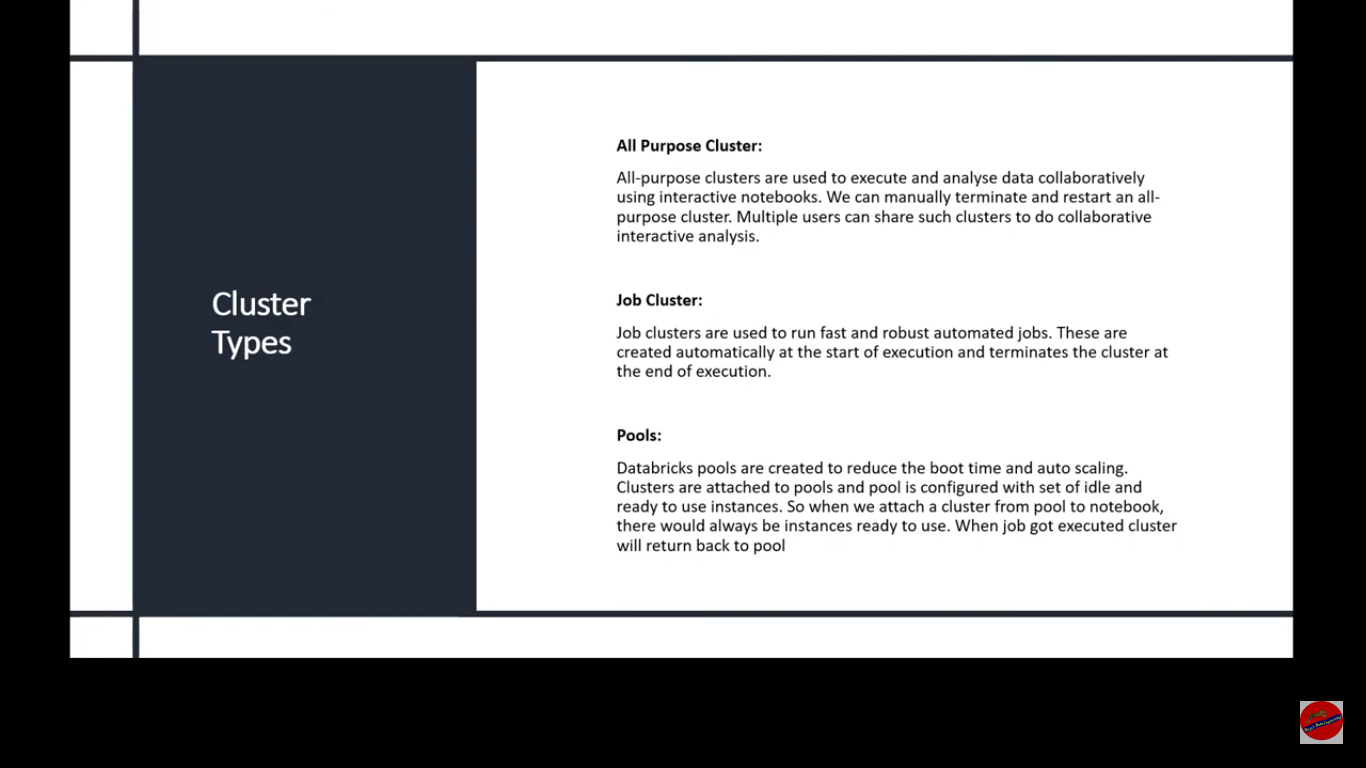 Cluster
Types
All Purpose Cluster:
All-purpose clusters are used to execute and analyse data collaboratively
using interactive notebooks. We can manually terminate and restart an all-
purpose cluster. Multiple users can share such clusters to do collaborative
interactive analysis.
Job Cluster:
Job clusters are used to run fast and robust automated jobs. These are
created automatically at the start of execution and terminates the cluster at
the end of execution.
Pools:
Databricks pools are created to reduce the boot time and auto scaling.
Clusters are attached to pools and pool is configured with set of idle and
ready to use instances. So when we attach a cluster from pool to notebook,
there would always be instances ready to use. When job got executed cluster
will return back to pool